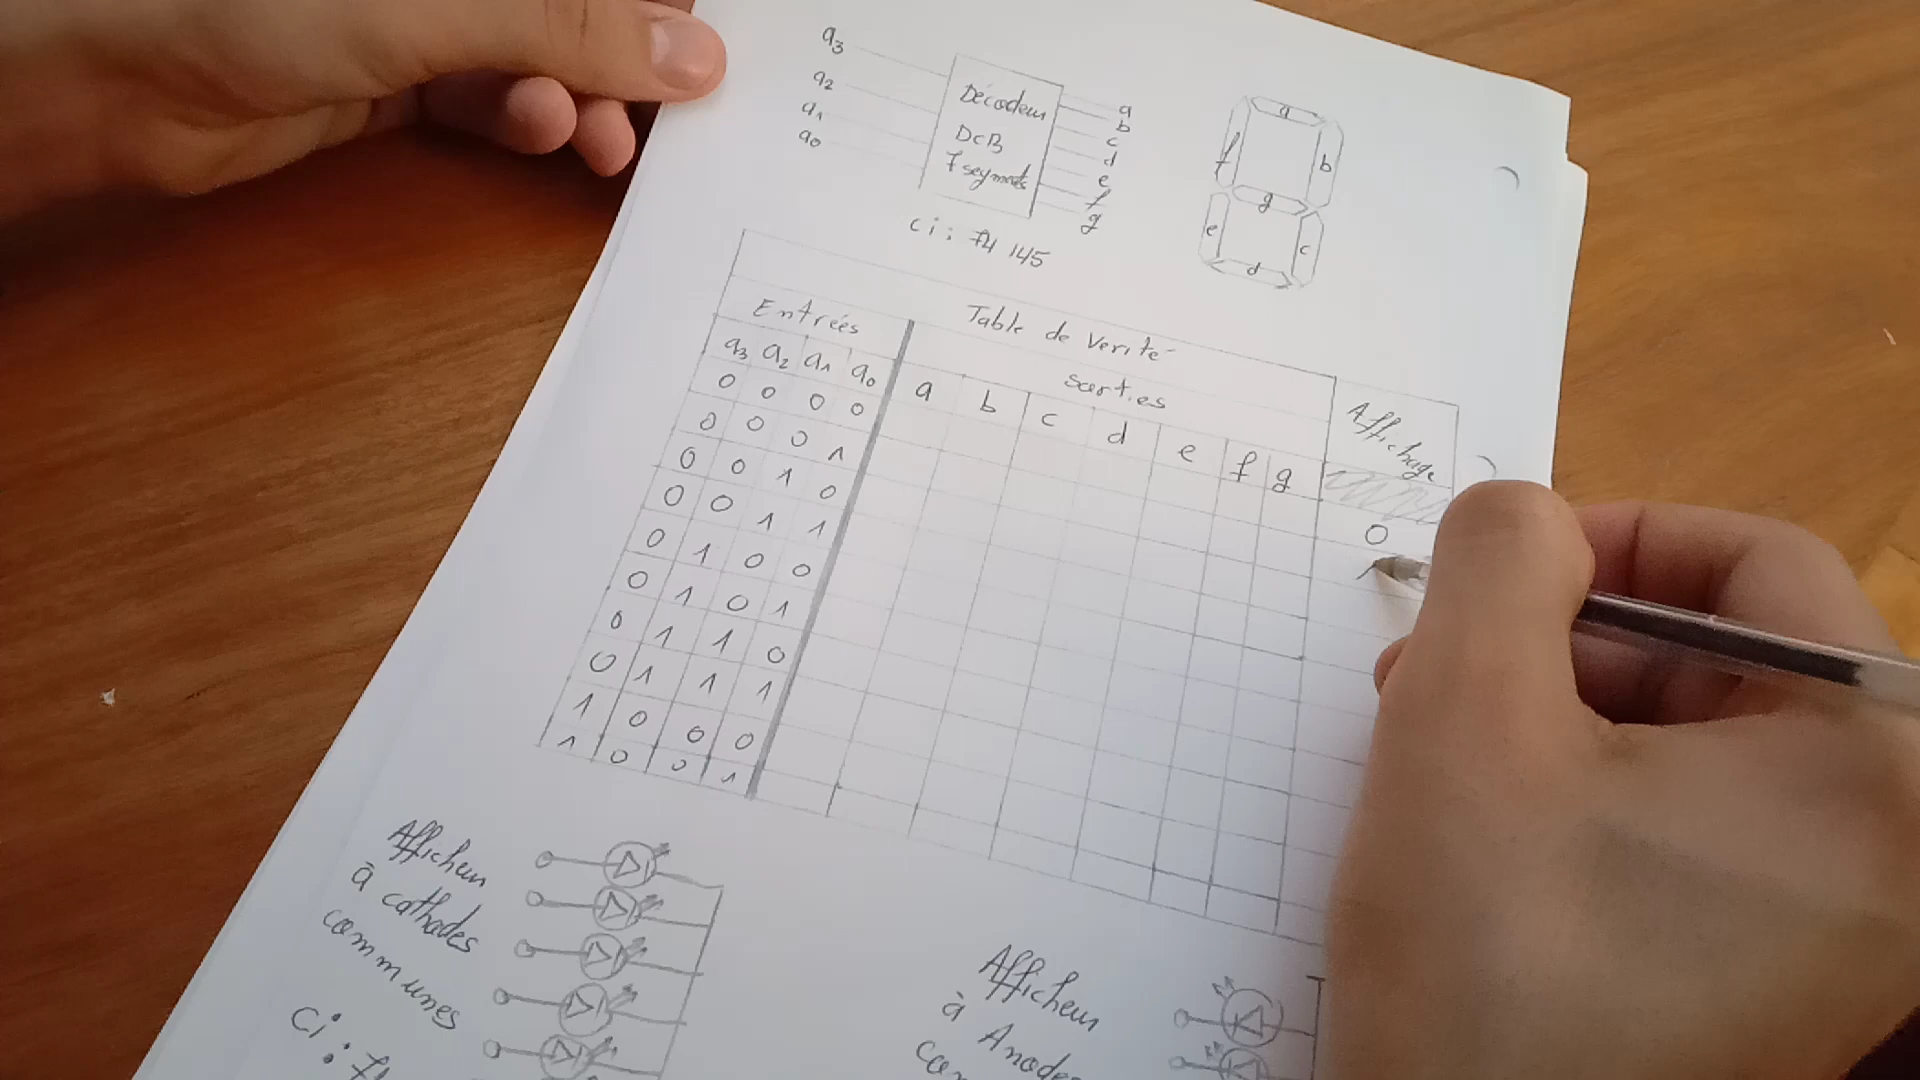 a3
a2
a1
a0
Décodeur
DCB
7 segments
a
b
c
d
e
f
g
ci : 74 145
a
b
c
d
e
f
g
Table de Verité
Entrées
sorties
Affichage
a3 a2 a1 a0 a b c d e f g
0 0 0 0 0
0 0 0 1
0 0 1 0
0 0 1 1
0 1 0 0
0 1 0 1
0 1 1 0
0 1 1 1
1 0 0 0
1 0 0 1
Afficheur
à cathodes
communes
Ci :
Afficheur
à Anodes